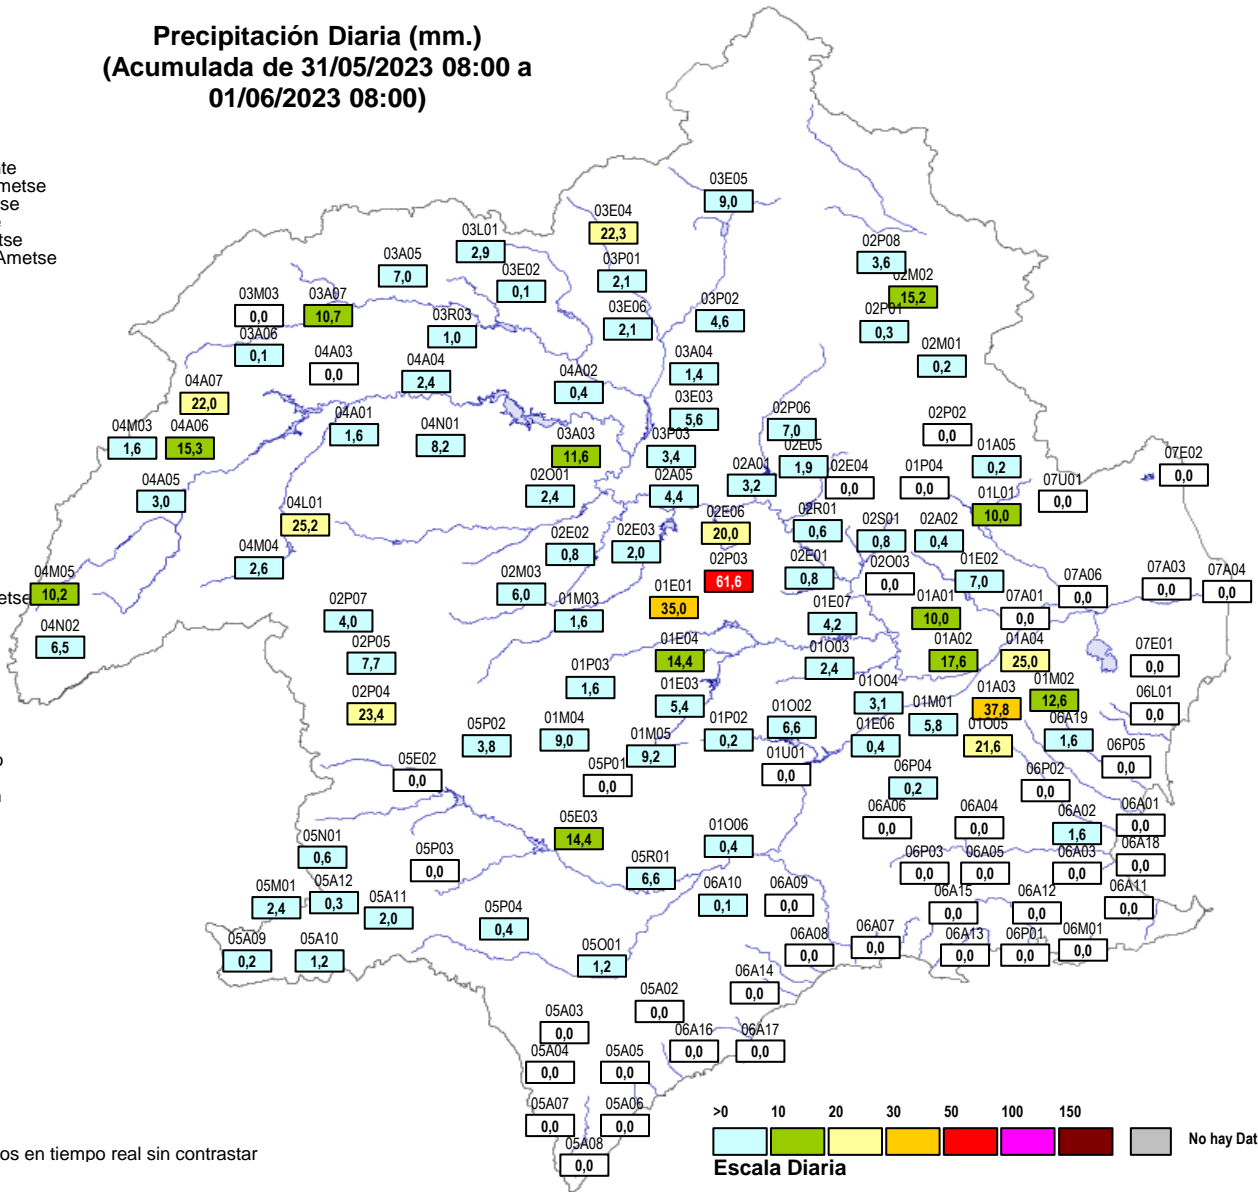 Precipitación Diaria (mm.)
(Acumulada de 31/05/2023 08:00 a
01/06/2023 08:00)
nte
metse
tse
e
tse
Ametse
03E05
9,0
03E04
22,3
03L01
2,9
03P01
2,1
02P08
3,6
03A05
7,0
03E02
0,1
02M02
15,2
03M03
0,0
03A07
10,7
03E06
2,1
03P02
4,6
02P01
0,3
03R03
1,0
03A06
0,1
02M01
0,2
04A03
0,0
04A04
2,4
03A04
1,4
04A02
0,4
04A07
22,0
03E03
5,6
04M03
1,6
04A06
15,3
04A01
1,6
04N01
8,2
03A03
11,6
03P03
3,4
02P06
7,0
02P02
0,0
02E05
1,9
01A05
0,2
07E02
0,0
04A05
3,0
02O01
2,4
02A05
4,4
02A01
3,2
02E04
0,0
01P04
0,0
07U01
0,0
04L01
25,2
01L01
10,0
02E06
20,0
02R01
0,6
02S01
0,8
02A02
0,4
02E02
0,8
02E03
2,0
04M04
2,6
02P03
61,6
02E01
0,8
02O03
0,0
01E02
7,0
04M05
10,2
etse
02M03
6,0
01M03
1,6
01E01
35,0
07A06
0,0
07A03
0,0
07A04
0,0
02P07
4,0
01E07
4,2
01A01
10,0
07A01
0,0
04N02
6,5
02P05
7,7
01E04
14,4
01O03
2,4
01A02
17,6
01A04
25,0
07E01
0,0
01P03
1,6
01E03
5,4
01O04
3,1
01A03
37,8
01M02
12,6
06L01
0,0
02P04
23,4
05P02
3,8
01M04
9,0
01M05
9,2
01P02
0,2
01O02
6,6
01E06
0,4
01M01
5,8
01O05
21,6
06A19
1,6
06P05
0,0
o
05E02
0,0
05P01
0,0
01U01
0,0
06P04
0,2
06P02
0,0
05E03
14,4
01O06
0,4
06A06
0,0
06A04
0,0
06A02
1,6
06A01
0,0
05N01
0,6
05P03
0,0
05R01
6,6
06P03
0,0
06A05
0,0
06A03
0,0
06A18
0,0
05M01
2,4
05A12
0,3
05A11
2,0
06A10
0,1
06A09
0,0
06A15
0,0
06A12
0,0
06A11
0,0
05P04
0,4
05A09
0,2
05A10
1,2
05O01
1,2
06A08
0,0
06A07
0,0
06A13
0,0
06P01
0,0
06M01
0,0
05A02
0,0
06A14
0,0
05A03
0,0
06A16
0,0
06A17
0,0
05A04
0,0
05A05
0,0
05A07
0,0
05A06
0,0
05A08
0,0
>0 10 20 30 50 100 150
No hay Dat
Escala Diaria
os en tiempo real sin contrastar